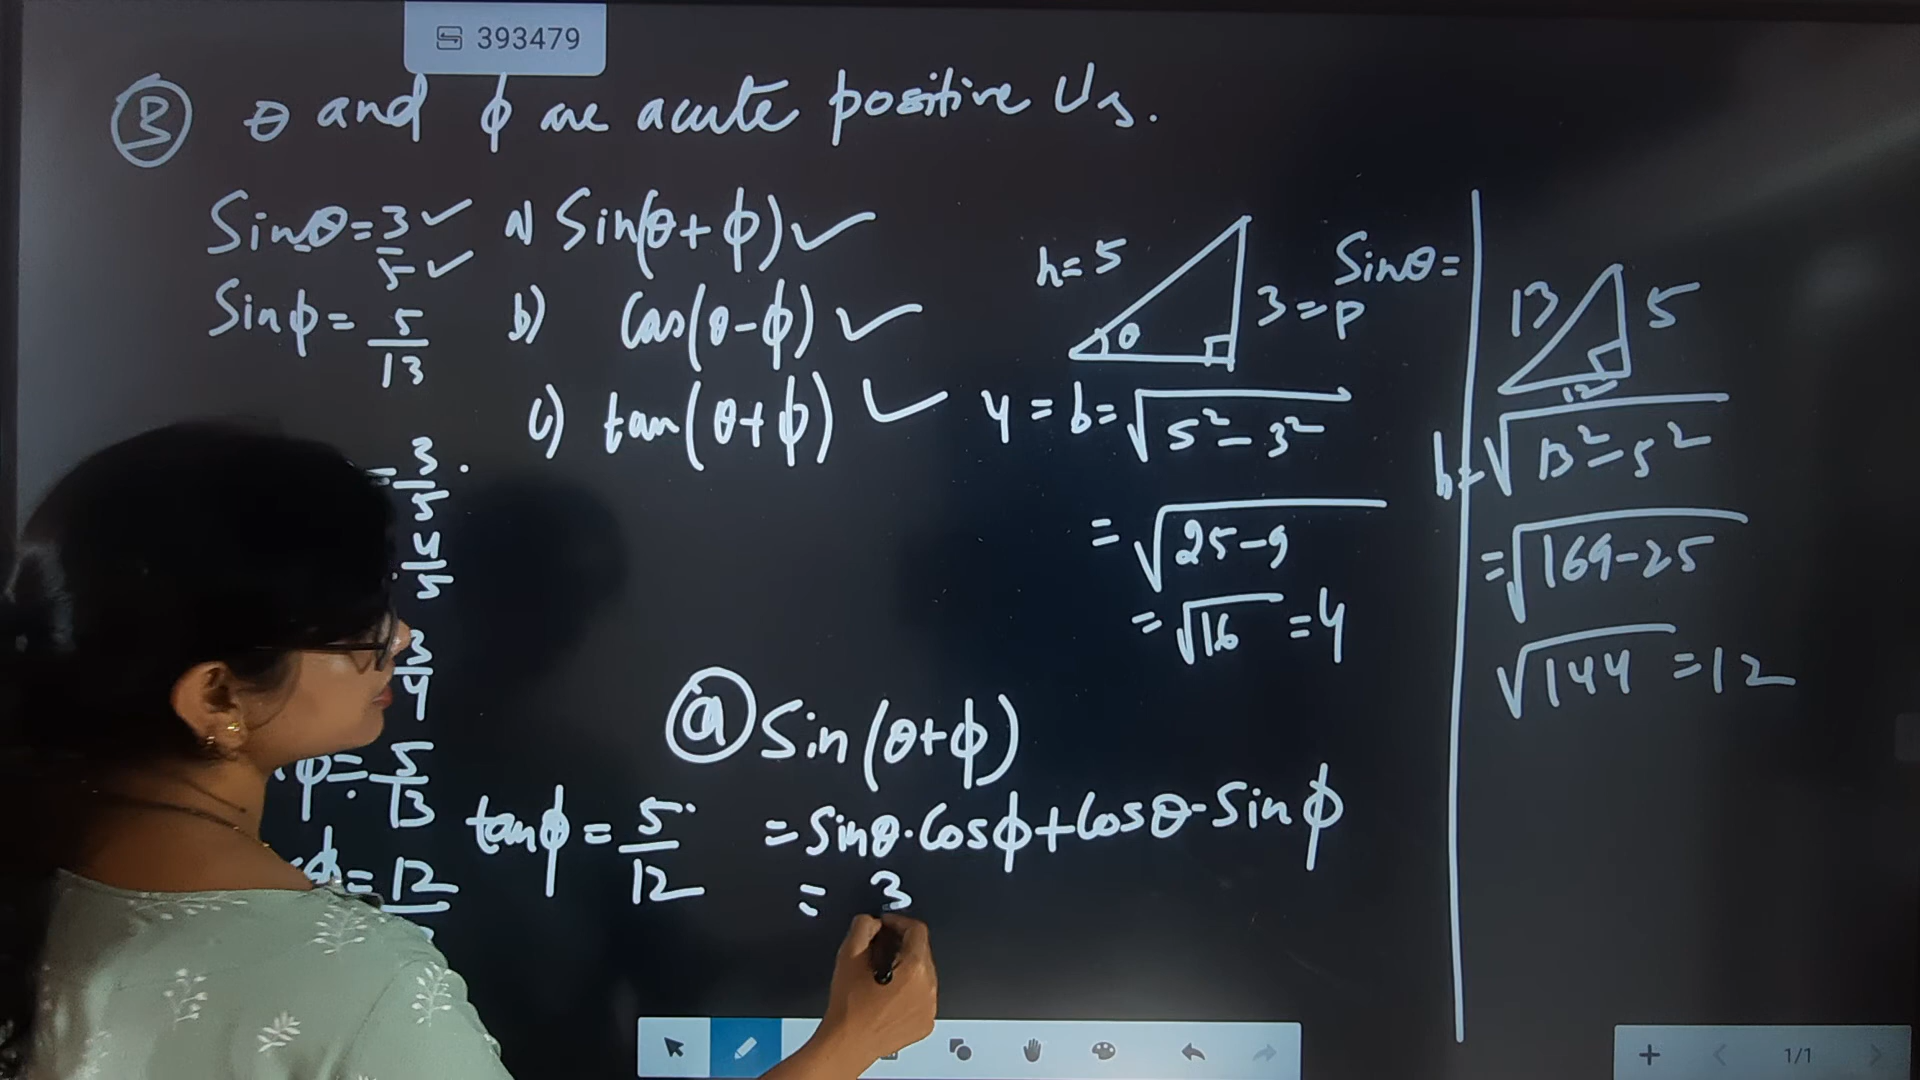 393479
③ θ and ϕ are acute positive ∪s.
Sinθ = 3/5 ✓ ✓
Sinϕ = 5/13
a) Sin(θ+ϕ) ✓
b) Cos(θ-ϕ) ✓
c) tan(θ+ϕ) ✓
= 3/5
4/5
3/4
ϕ = 5/13
ϕ = 12
tanϕ = 5/12
h=5
θ
3=P
Sinθ=
4 = b = √5²-3²
= √25-9
= √16 = 4
ⓐ Sin(θ+ϕ)
= Sinθ.Cosϕ+Cosθ.Sinϕ
= 3
13
5
12
b = √13²-5²
= √169-25
√144 = 12
1/1